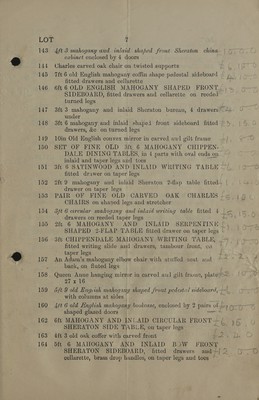 LOT 7
143 4ft 3 mahogany and inlaid shaped front Sheraton china
cabinet enclosed by 4 doors
144 Charles carved oak chair on twisted supports
145 7ft 6 old English mahogany coffin shape pedestal sideboard
fitted drawers and cellarette
146 6ft 6 OLD ENGLISH MAHOGANY SHAPED FRONT
SIDEBOARD, fitted drawers and cellarette on reeded
turned legs
147 3ft 3 mahogany and inlaid Sheraton bureau, 4 drawers
under
148 3ft 6 mahogany and inlaid shaped front sideboard fitted
drawers, &c on turned legs
149 10in Old English convex mirror in carved and gilt frame
150 SET OF FINE OLD 3ft 6 MAHOGANY CHIPPEN-
DALE DINING TABLES, in 4 parts with oval ends on
inlaid and taper legs and toes
151 3ft 9 SATINWOOD AND INLAID WRITING TABLE
fitted drawer on taper legs
152 2ft 9 mahogany and inlaid Sheraton 2-flap table fitted
drawer on taper legs
153 PAIR OF FINE OLD CARVED OAK CHARLES
CHAIRS on shaped legs and stretcher
154 4ft 6 circular mahogany and inlaid writing table fitted 4
drawers on reeded taper legs
155 2ft 6 MAHOGANY AND INLAID SERPENTINE
SHAPED 2-FLAP TABLE fitted drawer on taper legs
156 3ft CHIPPENDALE MAHOGANY WRITING TABLE,
fitted writing slide and drawers, tambour front, on
taper legs
157 An Adam's mahogany elbow chair with stuffed seat and
back, on fluted legs
158 Queen Anne hanging mirror in carved and gilt frame, plate
27 x 16
159 5ft 9 old English mahogany shaped front pedestal sideboard,
with columns at sides
160 4ft 6 old English mahogany bookcase, enclosed by 2 pairs of
shaped glazed doors
162 6ft MAHOGANY AND INLAID CIRCULAR FRONT
SHERATON SIDE TABLE, on taper legs
163 4ft 3 old oak coffer with carved front
164 5ft 6 MAHOGANY AND INLAID BOW FRONT
SHERATON SIDEBOARD, fitted drawers and
cellarette, brass drop handles, on taper legs and toes